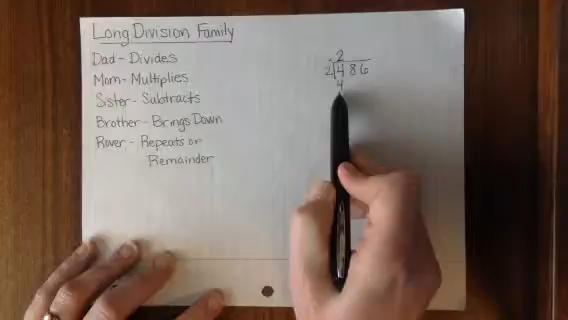 Long Division Family
Dad - Divides
Mom - Multiplies
Sister - Subtracts
Brother - Brings Down
Rover - Repeats or
Remainder
2
2 486
4